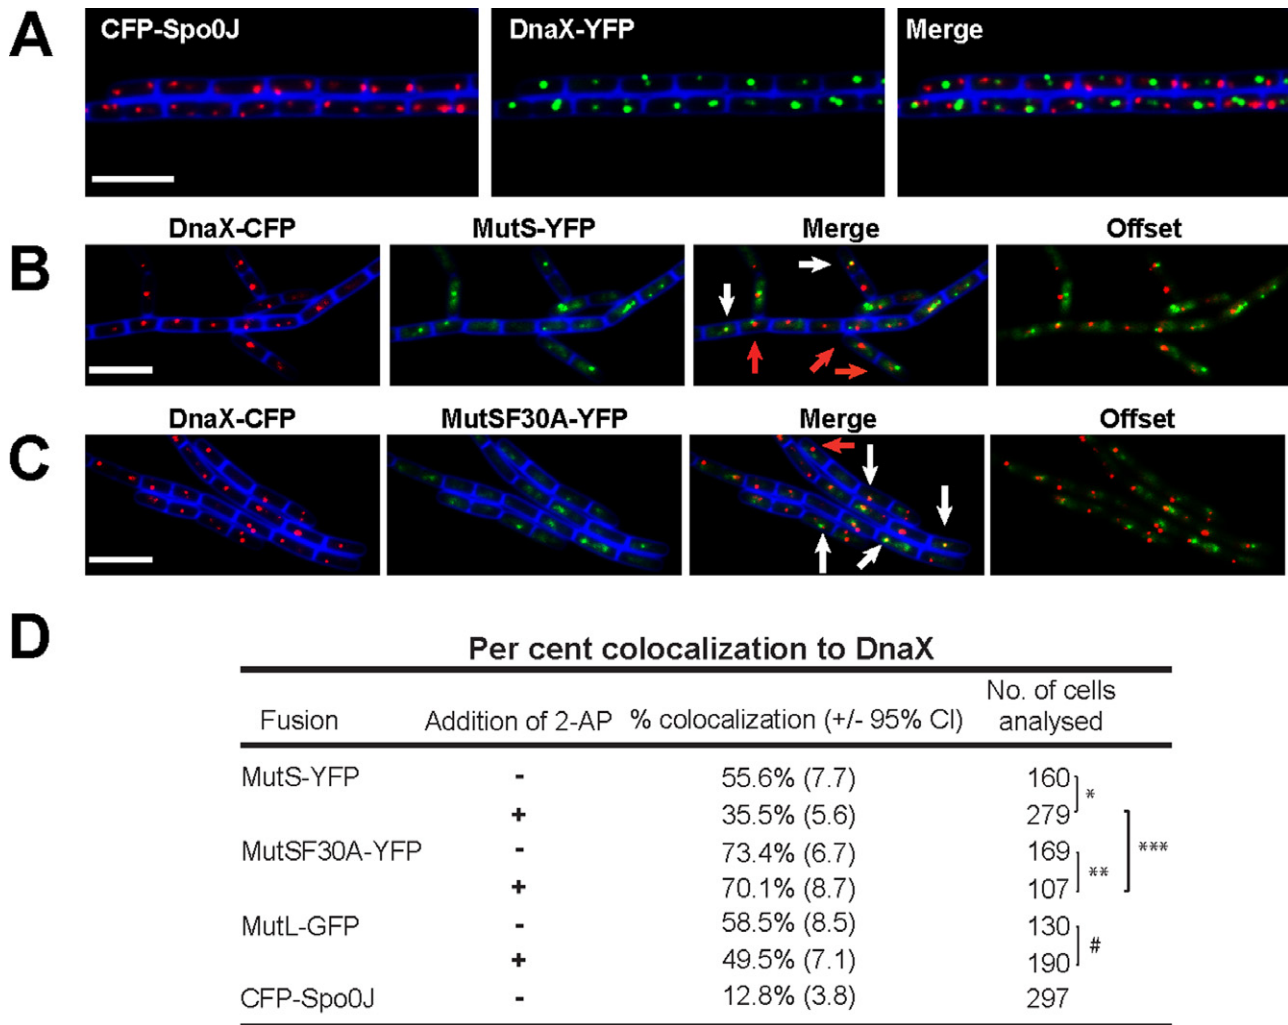 A
CFP-Spo0J
DnaX-YFP
Merge
B
DnaX-CFP
MutS-YFP
Merge
Offset
C
DnaX-CFP
MutSF30A-YFP
Merge
Offset
D
Per cent colocalization to DnaX
Fusion Addition of 2-AP % colocalization (+/- 95% CI) No. of cells
analysed
MutS-YFP - 55.6% (7.7) 160
+ 35.5% (5.6) 279
*
MutSF30A-YFP - 73.4% (6.7) 169
+ 70.1% (8.7) 107
**
***
MutL-GFP - 58.5% (8.5) 130
+ 49.5% (7.1) 190
#
CFP-Spo0J - 12.8% (3.8) 297